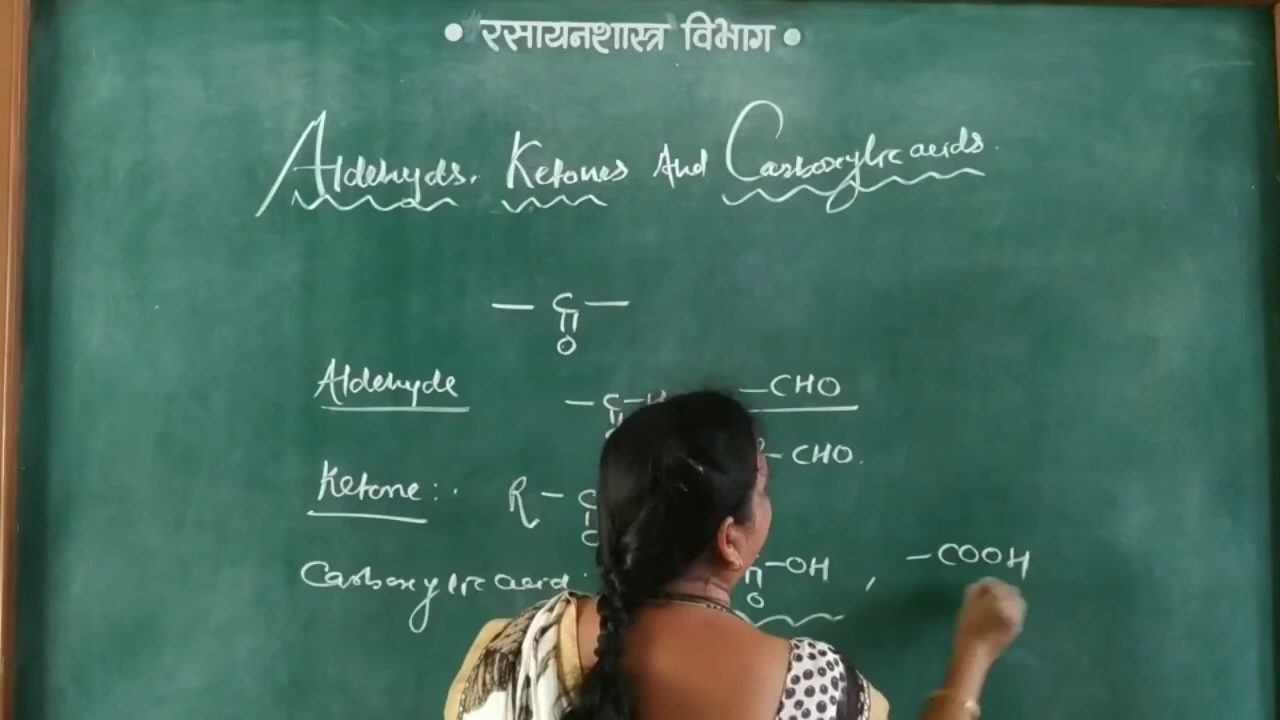 • रसायनशास्त्र विभाग •
Aldehyds, Ketones And Carboxylic acids.
— C —
O
Aldehyde — C – —CHO
– CHO.
Ketone : . R – C
Carboxylic acid : –OH , –COOH
O